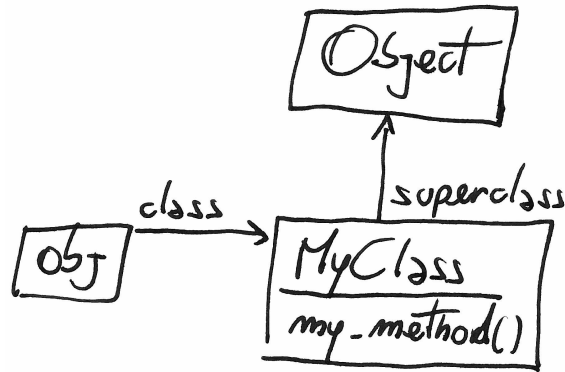 Object
superclass
class
obj
MyClass
my_method()